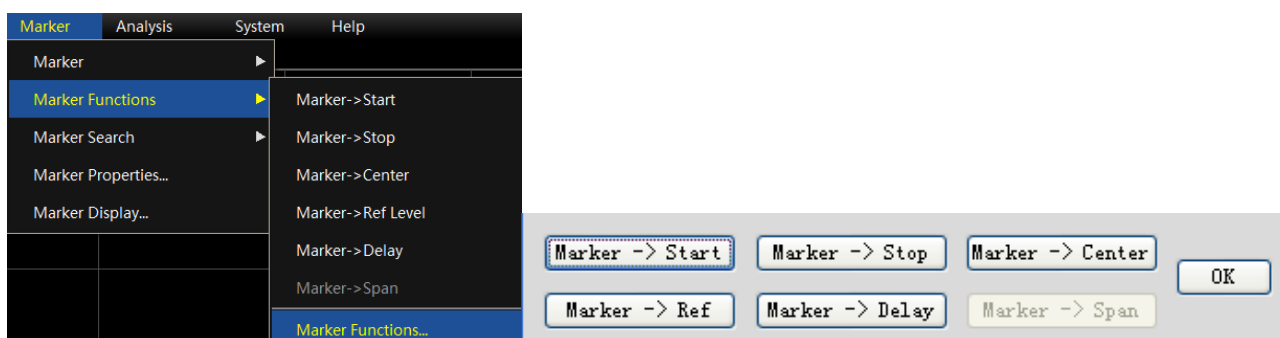 Marker Analysis System Help
Marker
Marker Functions
Marker Search
Marker Properties...
Marker Display...
Marker->Start
Marker->Stop
Marker->Center
Marker->Ref Level
Marker->Delay
Marker->Span
Marker Functions...
Marker -> Start Marker -> Stop Marker -> Center
OK
Marker -> Ref Marker -> Delay Marker -> Span